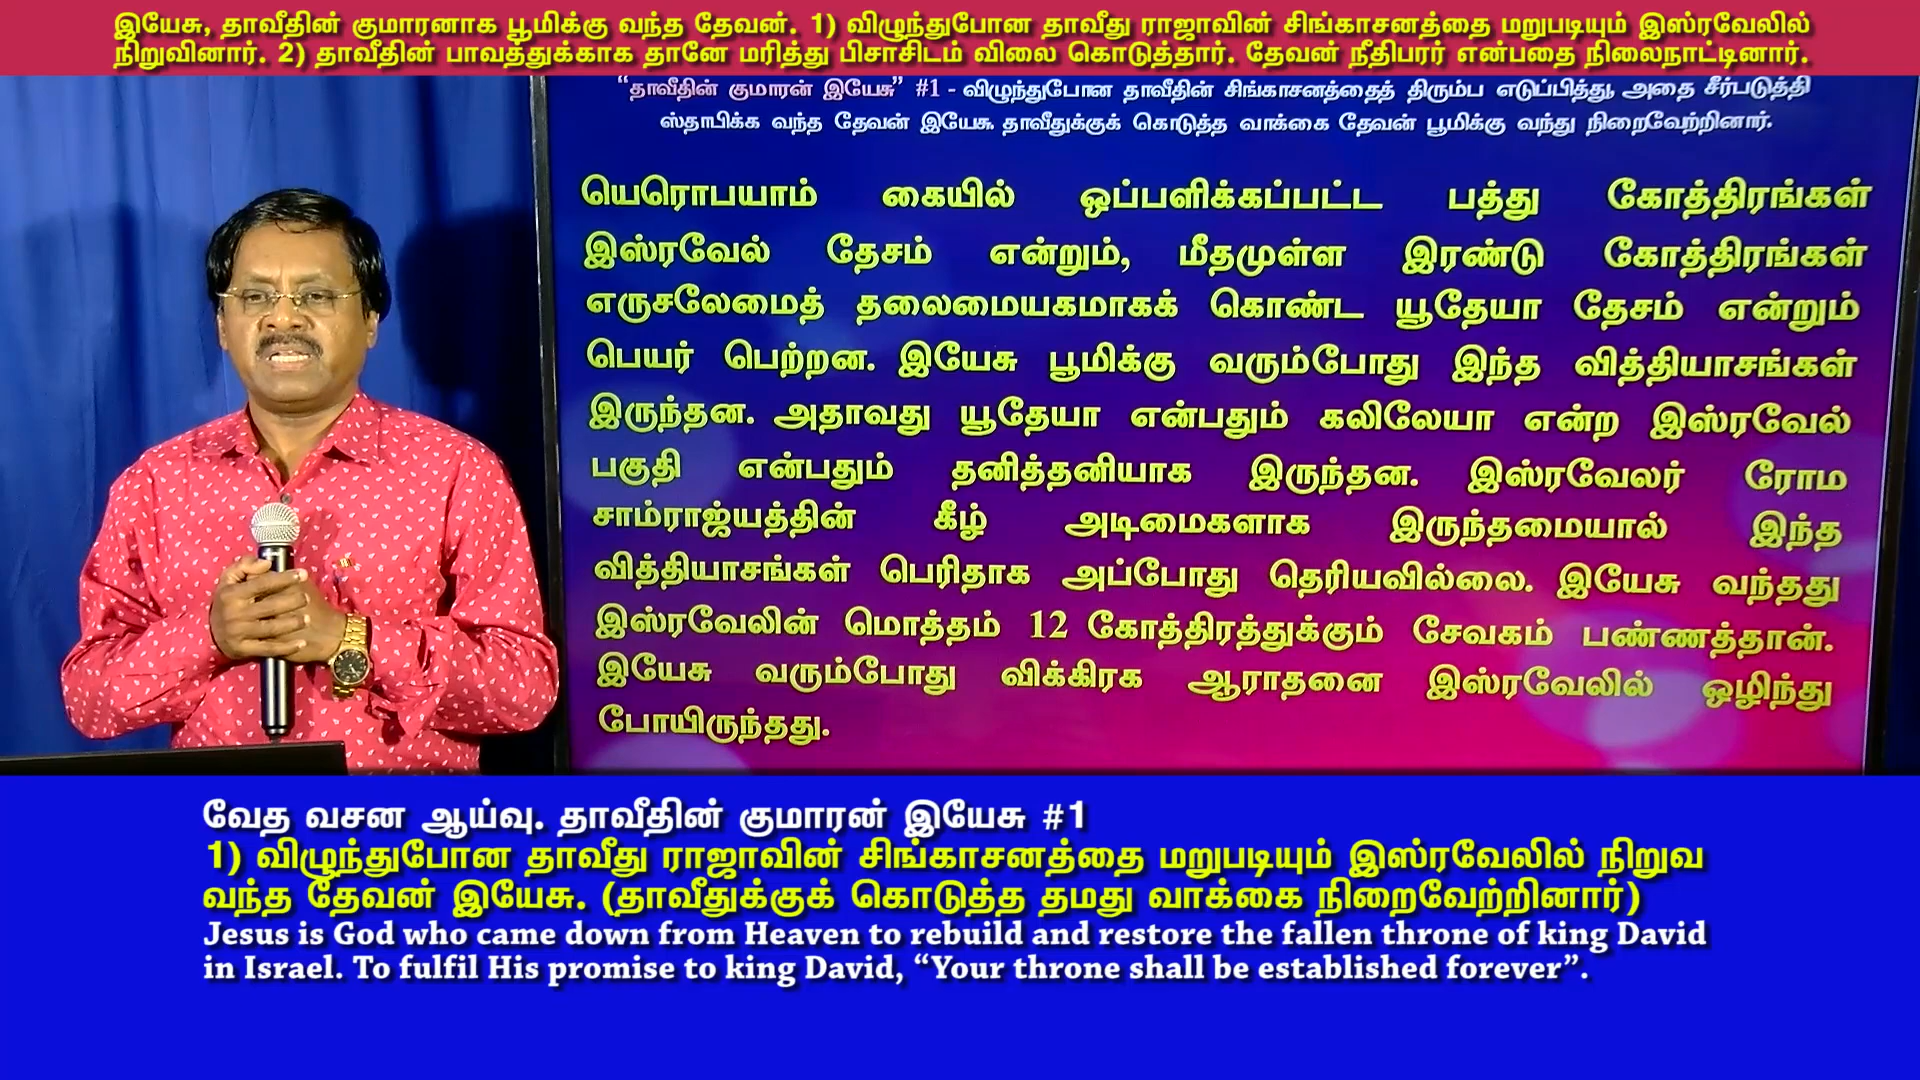 இயேசு, தாவீதின் குமாரனாக பூமிக்கு வந்த தேவன். 1) விழுந்துபோன தாவீது ராஜாவின் சிங்காசனத்தை மறுபடியும் இஸ்ரவேலில்
நிறுவினார். 2) தாவீதின் பாவத்துக்காக தானே மரித்து பிசாசிடம் விலை கொடுத்தார். தேவன் நீதிபரர் என்பதை நிலைநாட்டினார்.
“தாவீதின் குமாரன் இயேசு” #1 - விழுந்துபோன தாவீதின் சிங்காசனத்தைத் திரும்ப எடுப்பித்து, அதை சீர்படுத்தி
ஸ்தாபிக்க வந்த தேவன் இயேசு. தாவீதுக்குக் கொடுத்த வாக்கை தேவன் பூமிக்கு வந்து நிறைவேற்றினார்.
யெரொபயாம் கையில் ஒப்பளிக்கப்பட்ட பத்து கோத்திரங்கள்
இஸ்ரவேல் தேசம் என்றும், மீதமுள்ள இரண்டு கோத்திரங்கள்
எருசலேமைத் தலைமையகமாகக் கொண்ட யூதேயா தேசம் என்றும்
பெயர் பெற்றன. இயேசு பூமிக்கு வரும்போது இந்த வித்தியாசங்கள்
இருந்தன. அதாவது யூதேயா என்பதும் கலிலேயா என்ற இஸ்ரவேல்
பகுதி என்பதும் தனித்தனியாக இருந்தன. இஸ்ரவேலர் ரோம
சாம்ராஜ்யத்தின் கீழ் அடிமைகளாக இருந்தமையால் இந்த
வித்தியாசங்கள் பெரிதாக அப்போது தெரியவில்லை. இயேசு வந்தது
இஸ்ரவேலின் மொத்தம் 12 கோத்திரத்துக்கும் சேவகம் பண்ணத்தான்.
இயேசு வரும்போது விக்கிரக ஆராதனை இஸ்ரவேலில் ஒழிந்து
போயிருந்தது.
வேத வசன ஆய்வு. தாவீதின் குமாரன் இயேசு #1
1) விழுந்துபோன தாவீது ராஜாவின் சிங்காசனத்தை மறுபடியும் இஸ்ரவேலில் நிறுவ
வந்த தேவன் இயேசு. (தாவீதுக்குக் கொடுத்த தமது வாக்கை நிறைவேற்றினார்)
Jesus is God who came down from Heaven to rebuild and restore the fallen throne of king David
in Israel. To fulfil His promise to king David, “Your throne shall be established forever”.